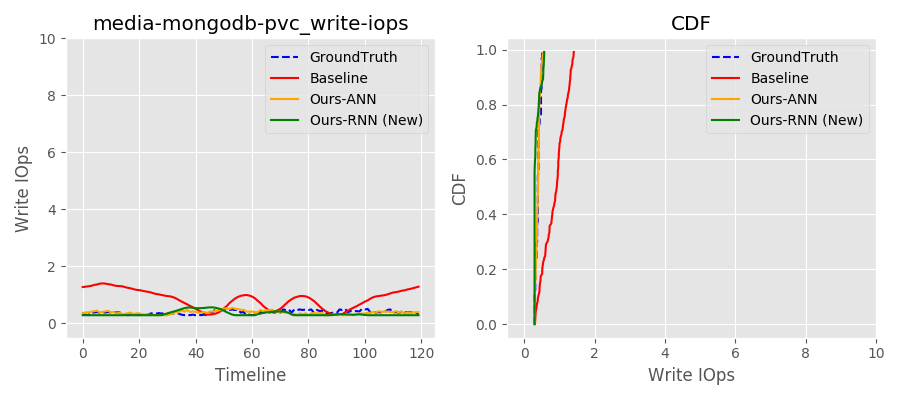 media-mongodb-pvc_write-iops
Write IOps
10
8
6
4
2
0
GroundTruth
Baseline
Ours-ANN
Ours-RNN (New)
0 20 40 60 80 100 120
Timeline
CDF
CDF
1.0
0.8
0.6
0.4
0.2
0.0
GroundTruth
Baseline
Ours-ANN
Ours-RNN (New)
0 2 4 6 8 10
Write IOps